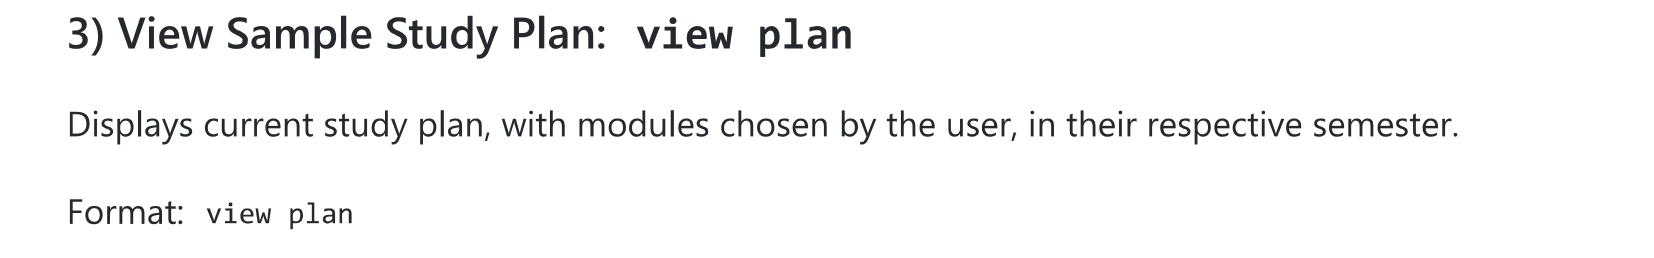 3) View Sample Study Plan: view plan
Displays current study plan, with modules chosen by the user, in their respective semester.
Format: view plan